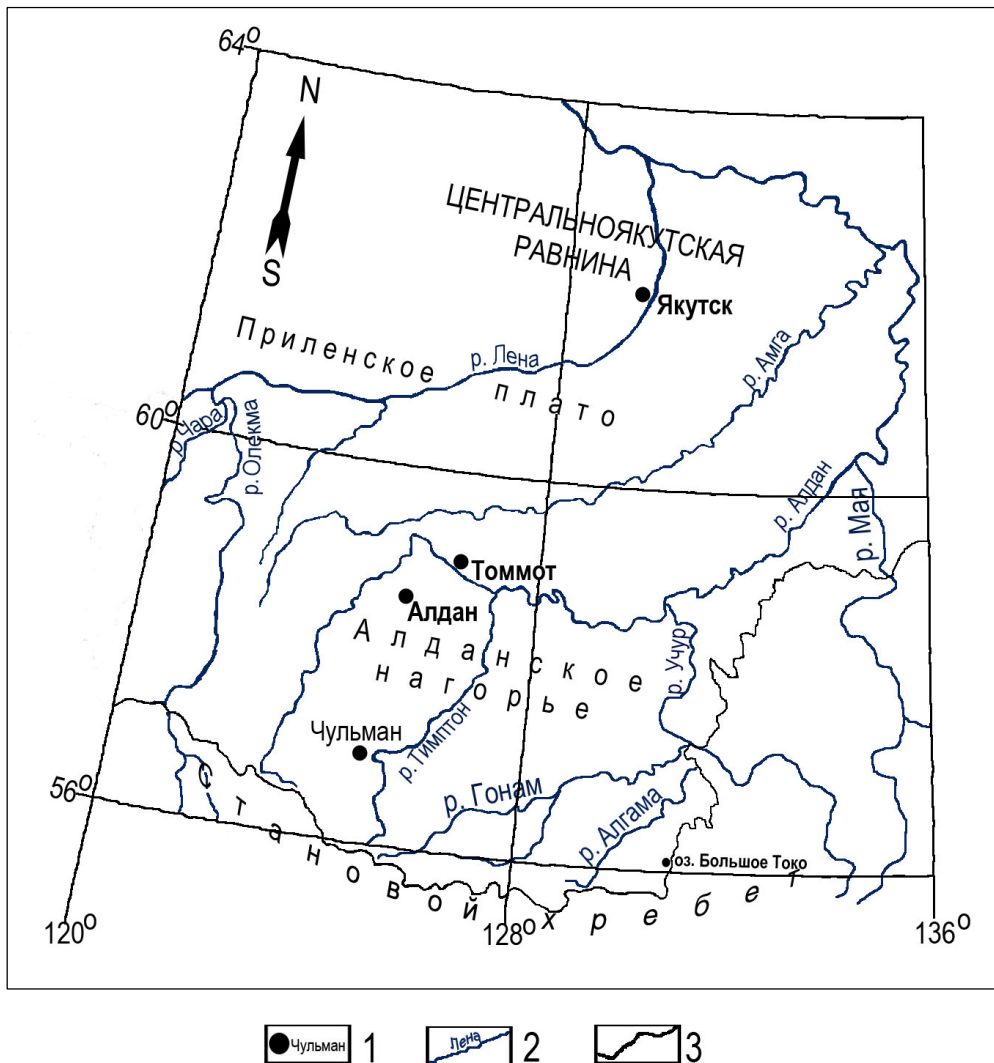 64°
N
S
ЦЕНТРАЛЬНОЯКУТСКАЯ
РАВНИНА
Якутск
Приленское
плато
р. Лена
р. Амга
60°
р. Чара
р. Олекма
р. Алдан
р. Мая
Томмот
Алдан
Алданское
нагорье
р. Учур
Чульман
р. Тимптон
р. Гонам
р. Алгама
56°
Становой хребет
оз. Большое Токо
120°
128°
136°
Чульман 1
Лена 2
3